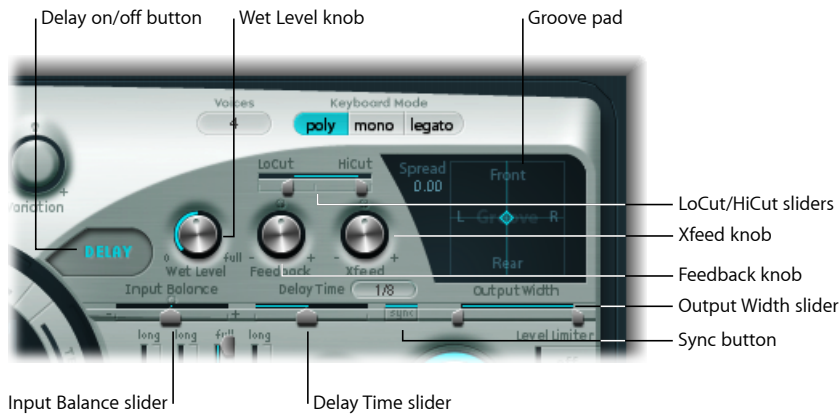 Delay on/off button
Wet Level knob
Groove pad
Voices
Keyboard Mode
4
poly mono legato
LoCut HiCut
Spread
0.00
Front
L Groove R
Rear
Variation
+
DELAY
0 full
Wet Level
- +
Feedback
- +
Xfeed
LoCut/HiCut sliders
Xfeed knob
Feedback knob
Output Width slider
Sync button
Input Balance
Delay Time 1/8
Output Width
- +
sync
long long full long
Level Limiter
off
Input Balance slider
Delay Time slider